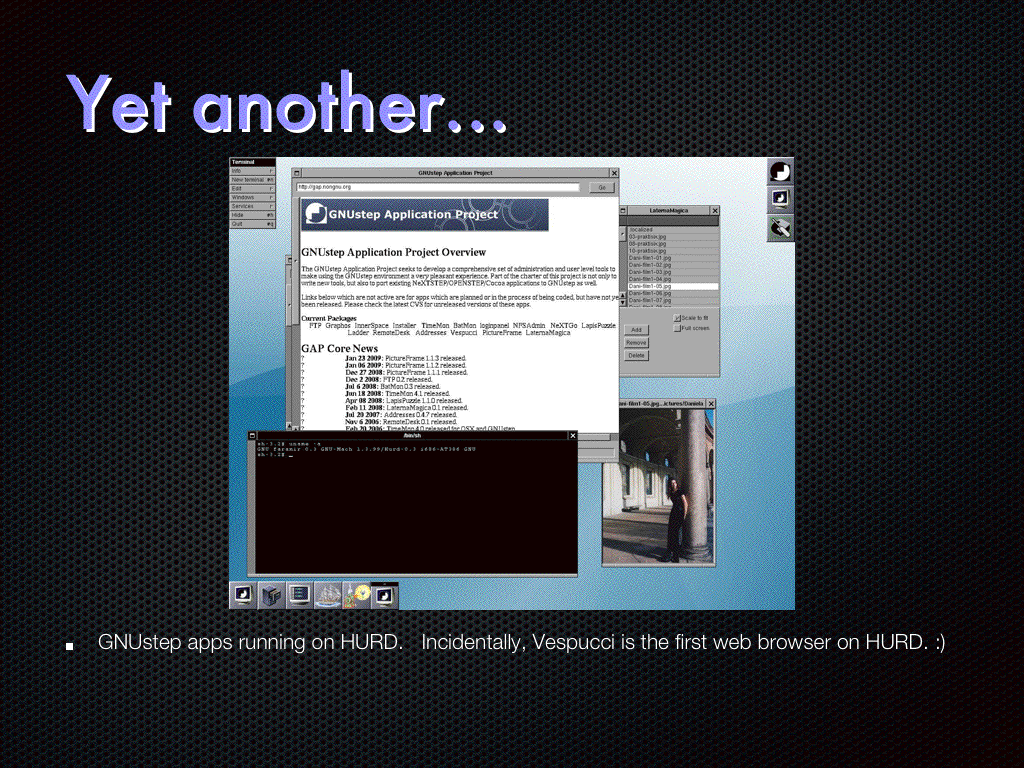 Yet another...
Terminal
Info
New terminal #n
Edit
Windows
Services
Hide #h
Quit #q
GNUstep Application Project
http://gap.nongnu.org
Go
GNUstep Application Project
GNUstep Application Project Overview
The GNUstep Application Project seeks to develop a comprehensive set of administration and user level tools to
make using the GNUstep environment a very pleasant experience. Part of the charter of this project is not only to
write new tools, but also to port existing NeXTSTEP/OPENSTEP/Cocoa applications to GNUstep as well.
Links below which are not active are for apps which are planned or in the process of being coded, but have not ye
been released. Please check the latest CVS for unreleased versions of these apps.
Current Packages
FTP Graphos InnerSpace Installer TimeMon BatMon loginpanel NFSAdmin NeXTGo LapisPuzzle
Ladder RemoteDesk Addresses Vespucci PictureFrame LaternaMagica
GAP Core News
? Jan 23 2009: PictureFrame 1.1.3 released.
? Jan 06 2009: PictureFrame 1.1.2 released.
? Dec 27 2008: PictureFrame 1.1.1 released.
? Dec 2 2008: FTP 0.2 released.
? Jul 6 2008: BatMon 0.3 released.
? Jun 18 2008: TimeMon 4.1 released.
? Apr 08 2008: LapisPuzzle 1.1.0 released.
? Feb 11 2008: LaternaMagica 0.1 released.
? Jul 20 2007: Addresses 0.4.7 released.
? Nov 6 2006: RemoteDesk 0.1 released.
? Feb 20 2006: TimeMon 4.0 released for OSX and GNUstep
LaternaMagica
.localized
03-praktisix.jpg
08-praktisix.jpg
10-praktisix.jpg
Dani-film1-01.jpg
Dani-film1-02.jpg
Dani-film1-03.jpg
Dani-film1-04.jpg
Dani-film1-05.jpg
Dani-film1-06.jpg
Dani-film1-07.jpg
Add
Remove
Delete
Scale to fit
Full screen
ani-film1-05.jpg...ictures/Daniela
/bin/sh
sh-3.2# uname -a
GNU faramir 0.3 GNU-Mach 1.3.99/Hurd-0.3 i686-AT386 GNU
sh-3.2#
GNUstep apps running on HURD. Incidentally, Vespucci is the first web browser on HURD. :)